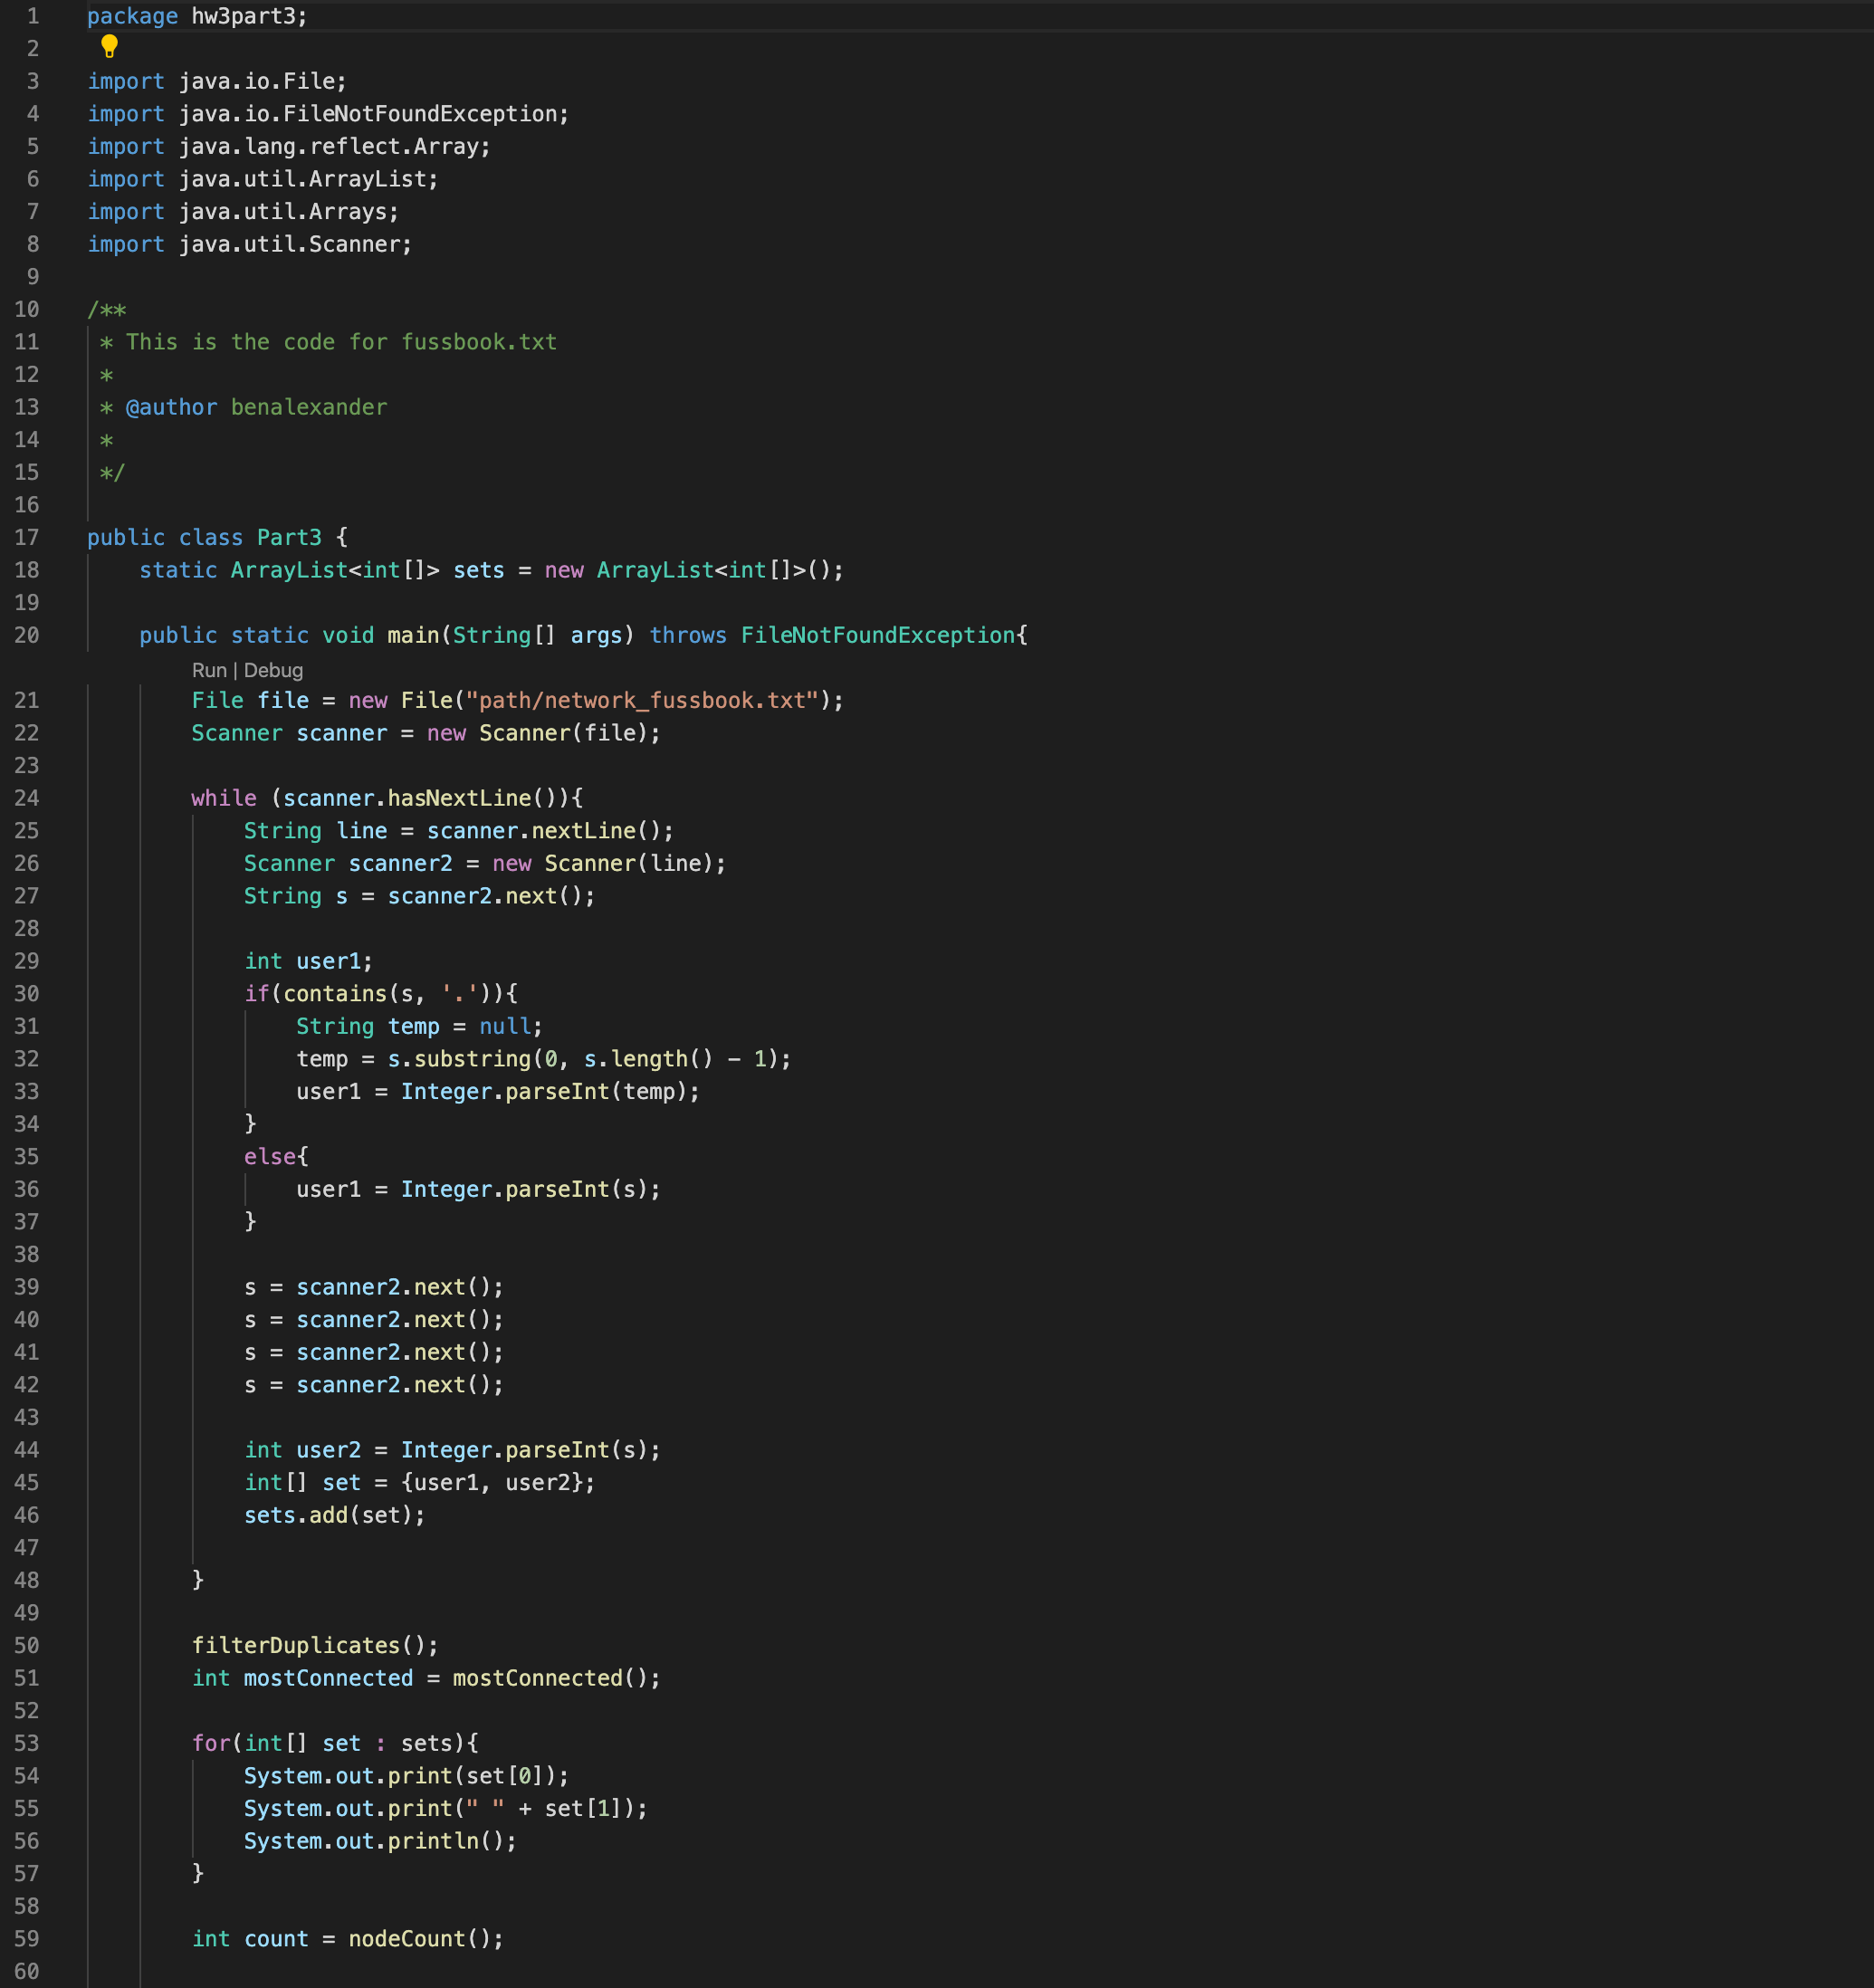 1 package hw3part3;
2
3 import java.io.File;
4 import java.io.FileNotFoundException;
5 import java.lang.reflect.Array;
6 import java.util.ArrayList;
7 import java.util.Arrays;
8 import java.util.Scanner;
9
10 /**
11 * This is the code for fussbook.txt
12 *
13 * @author benalexander
14 *
15 */
16
17 public class Part3 {
18 static ArrayList<int[]> sets = new ArrayList<int[]>();
19
20 public static void main(String[] args) throws FileNotFoundException{
Run | Debug
21 File file = new File("path/network_fussbook.txt");
22 Scanner scanner = new Scanner(file);
23
24 while (scanner.hasNextLine()){
25 String line = scanner.nextLine();
26 Scanner scanner2 = new Scanner(line);
27 String s = scanner2.next();
28
29 int user1;
30 if(contains(s, '.')){
31 String temp = null;
32 temp = s.substring(0, s.length() - 1);
33 user1 = Integer.parseInt(temp);
34 }
35 else{
36 user1 = Integer.parseInt(s);
37 }
38
39 s = scanner2.next();
40 s = scanner2.next();
41 s = scanner2.next();
42 s = scanner2.next();
43
44 int user2 = Integer.parseInt(s);
45 int[] set = {user1, user2};
46 sets.add(set);
47
48 }
49
50 filterDuplicates();
51 int mostConnected = mostConnected();
52
53 for(int[] set : sets){
54 System.out.print(set[0]);
55 System.out.print(" " + set[1]);
56 System.out.println();
57 }
58
59 int count = nodeCount();
60